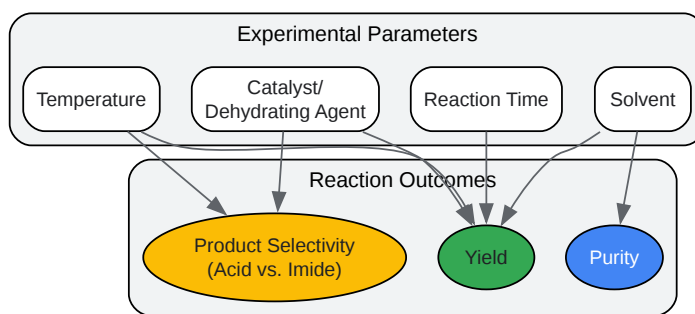 Experimental Parameters
Temperature
Catalyst/
Dehydrating Agent
Reaction Time
Solvent
Reaction Outcomes
Product Selectivity
(Acid vs. Imide)
Yield
Purity